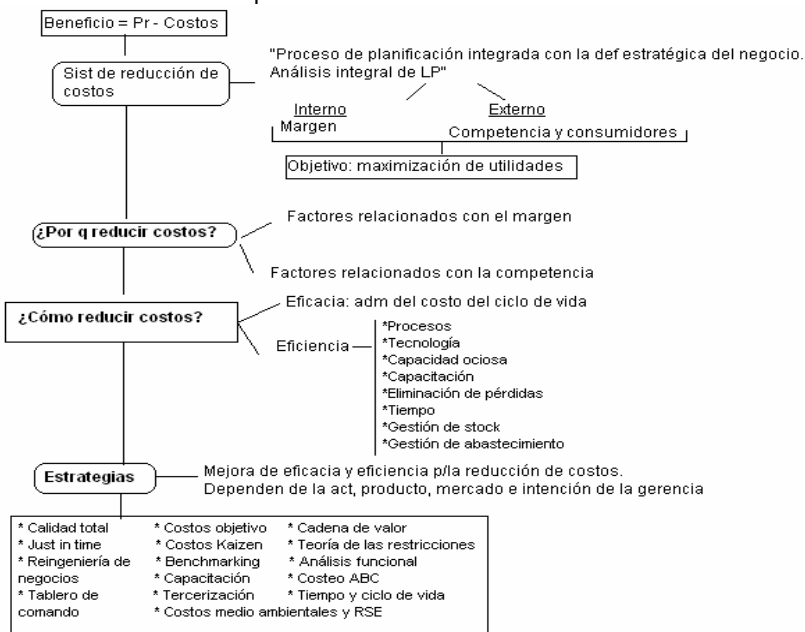 Beneficio = Pr - Costos
Sist de reducción de
costos
"Proceso de planificación integrada con la def estratégica del negocio.
Análisis integral de LP"
Interno
Margen
Externo
Competencia y consumidores
Objetivo: maximización de utilidades
¿Por q reducir costos?
Factores relacionados con el margen
Factores relacionados con la competencia
¿Cómo reducir costos?
Eficacia: adm del costo del ciclo de vida
Eficiencia
*Procesos
*Tecnología
*Capacidad ociosa
*Capacitación
*Eliminación de pérdidas
*Tiempo
*Gestión de stock
*Gestión de abastecimiento
Estrategias
Mejora de eficacia y eficiencia p/la reducción de costos.
Dependen de la act, producto, mercado e intención de la gerencia
* Calidad total
* Just in time
* Reingeniería de
negocios
* Tablero de
comando
* Costos objetivo
* Costos Kaizen
* Benchmarking
* Capacitación
* Tercerización
* Costos medio ambientales y RSE
* Cadena de valor
* Teoría de las restricciones
* Análisis funcional
* Costeo ABC
* Tiempo y ciclo de vida